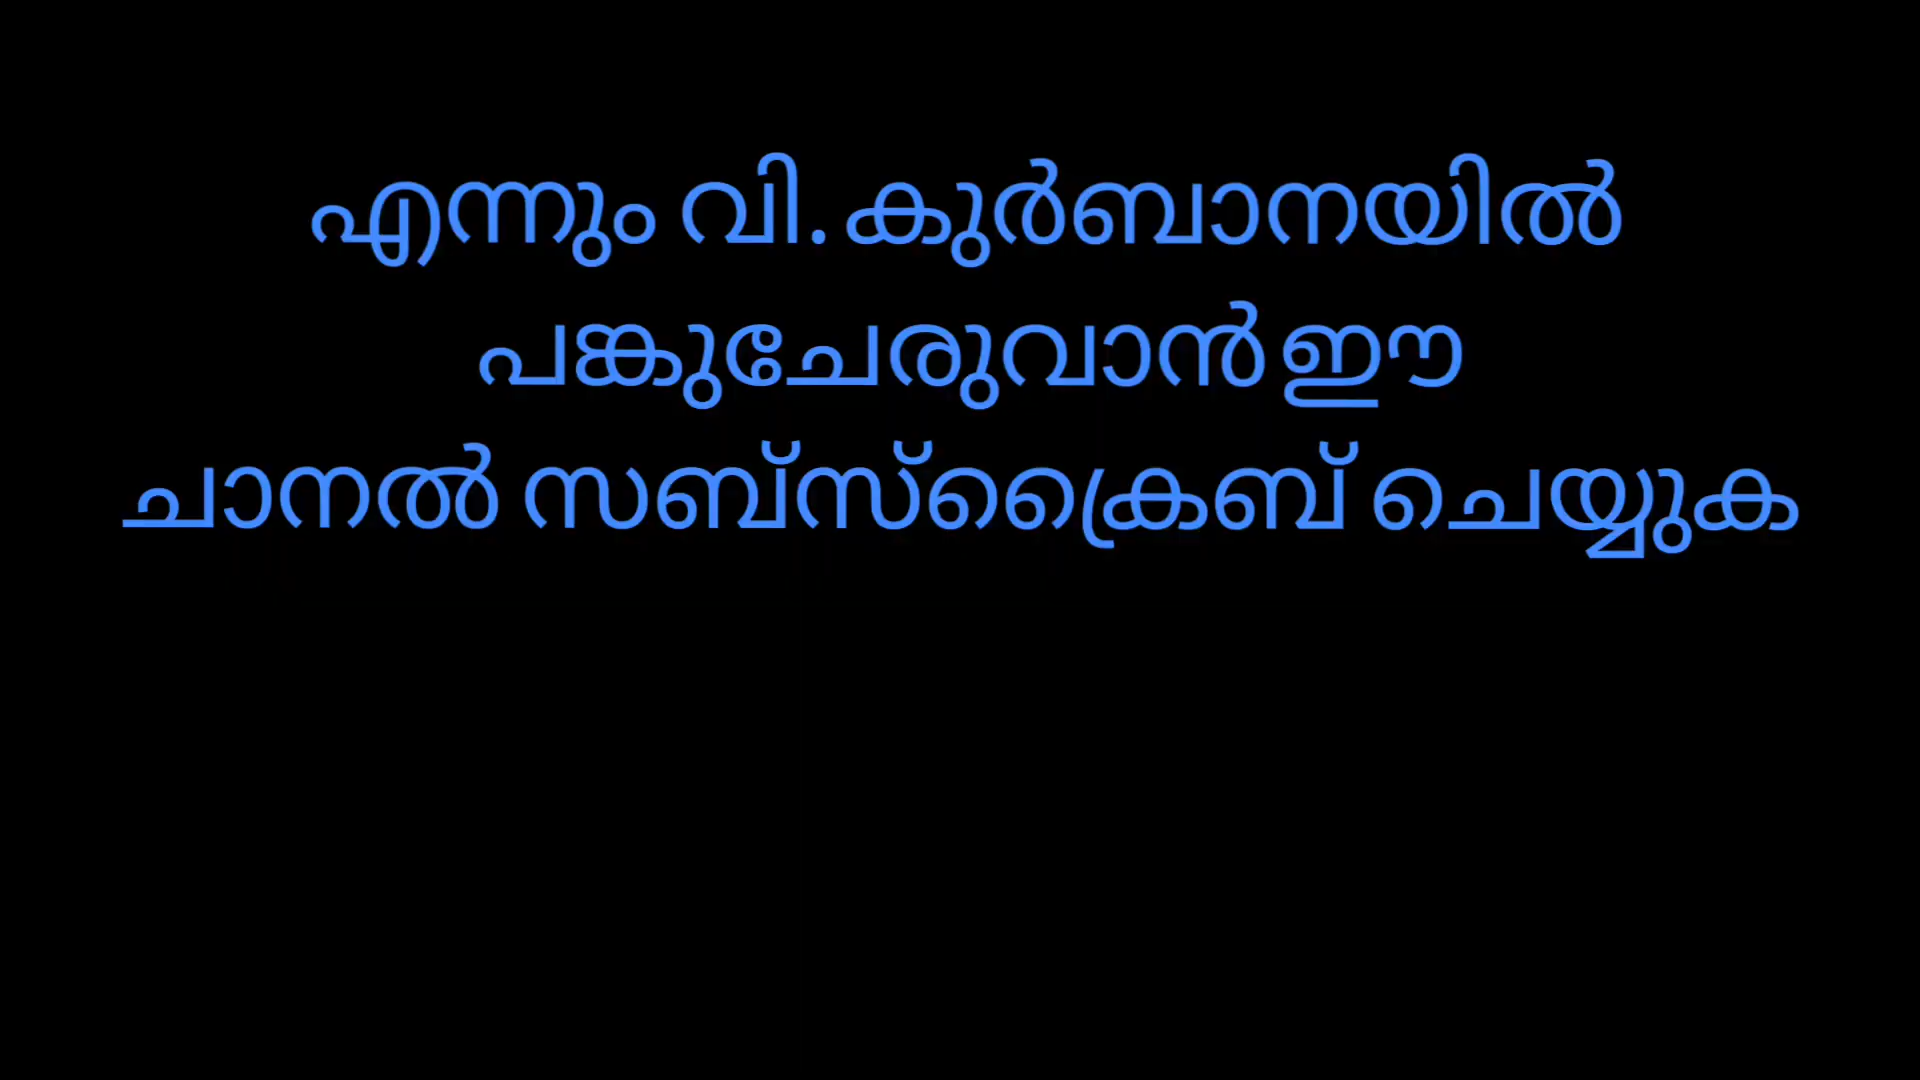 എന്നും വി. കുർബാനയിൽ
പങ്കുചേരുവാൻ ഈ
ചാനൽ സബ്സ്ക്രൈബ് ചെയ്യുക